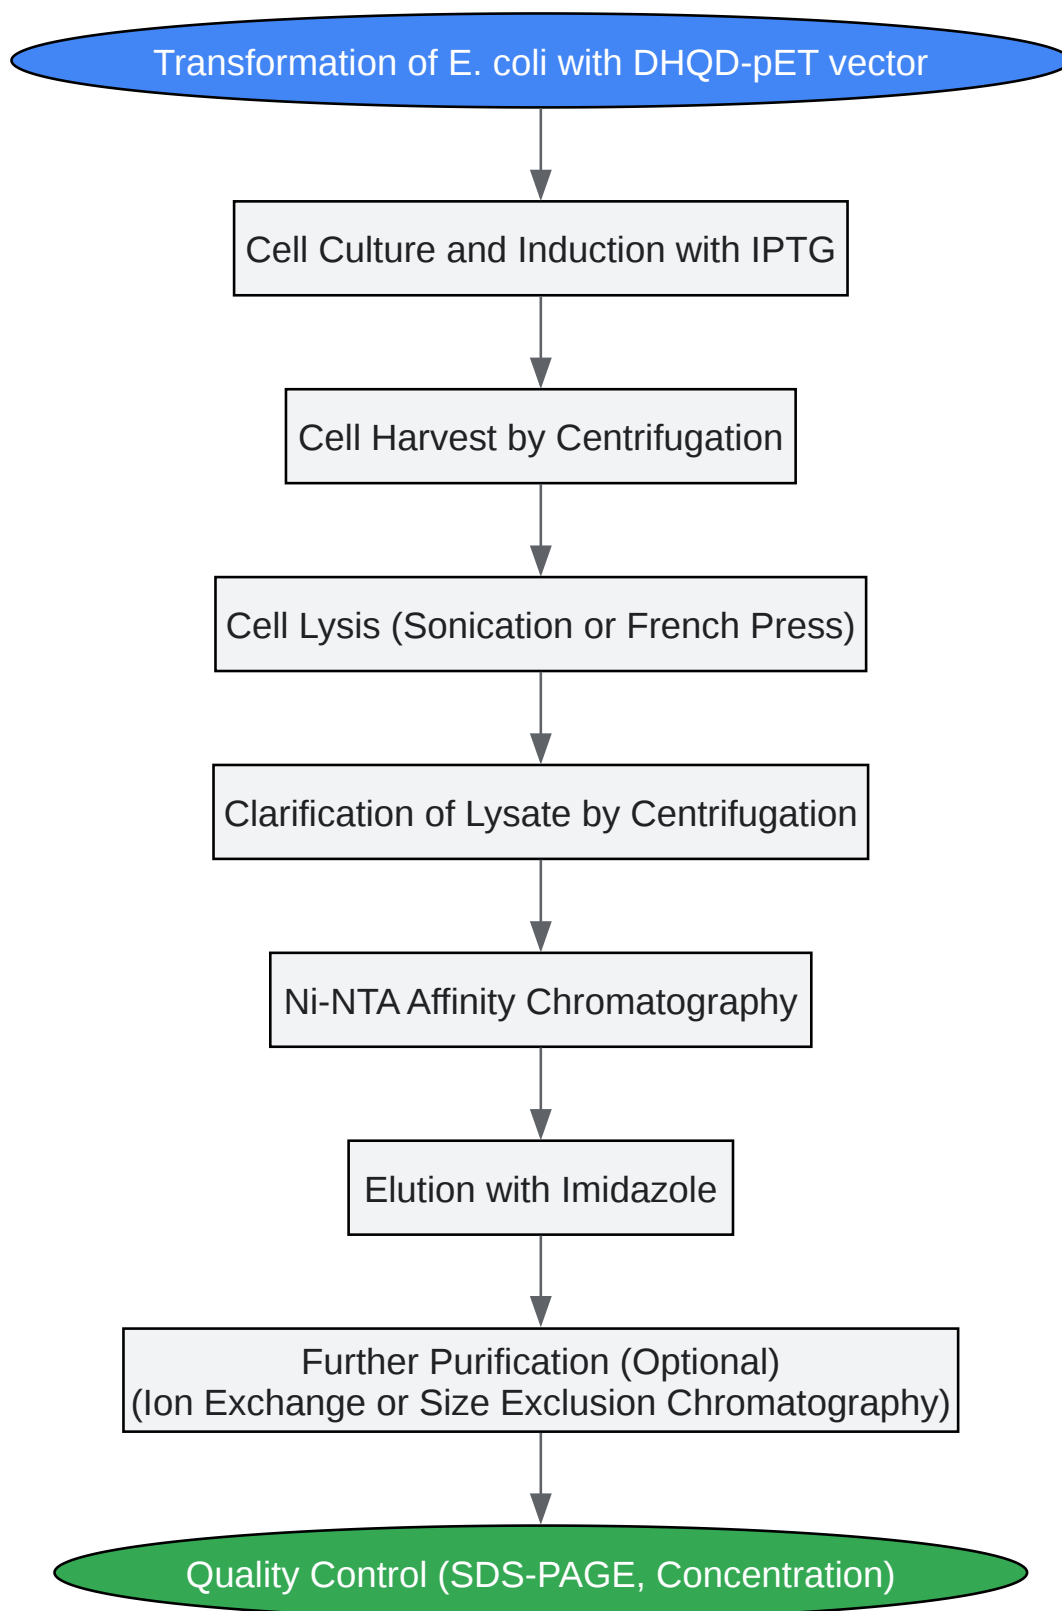 Transformation of E. coli with DHQD-pET vector
Cell Culture and Induction with IPTG
Cell Harvest by Centrifugation
Cell Lysis (Sonication or French Press)
Clarification of Lysate by Centrifugation
Ni-NTA Affinity Chromatography
Elution with Imidazole
Further Purification (Optional)
(Ion Exchange or Size Exclusion Chromatography)
Quality Control (SDS-PAGE, Concentration)